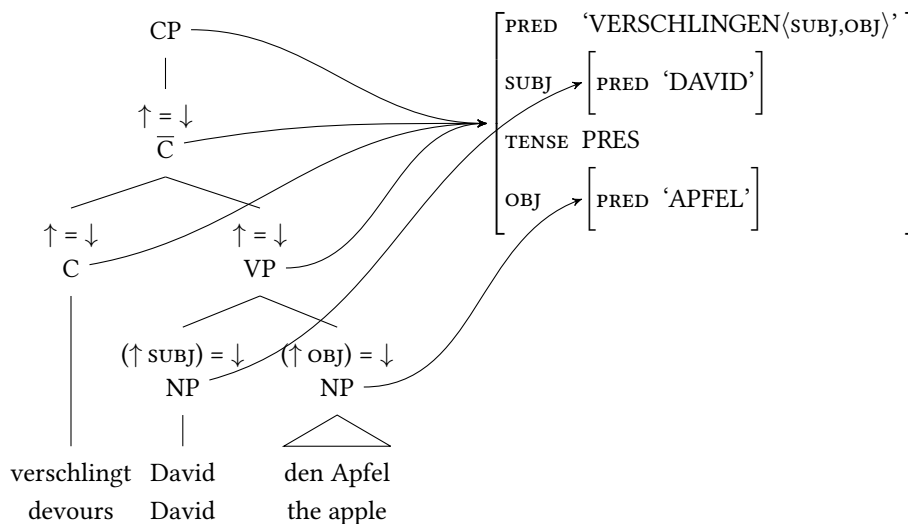 CP
↑ = ↓
C̅
↑ = ↓ ↑ = ↓
C VP
(↑ SUBJ) = ↓ (↑ OBJ) = ↓
NP NP
verschlingt David den Apfel
devours David the apple
PRED ‘VERSCHLINGEN⟨SUBJ,OBJ⟩’
SUBJ [PRED ‘DAVID’]
TENSE PRES
OBJ [PRED ‘APFEL’]